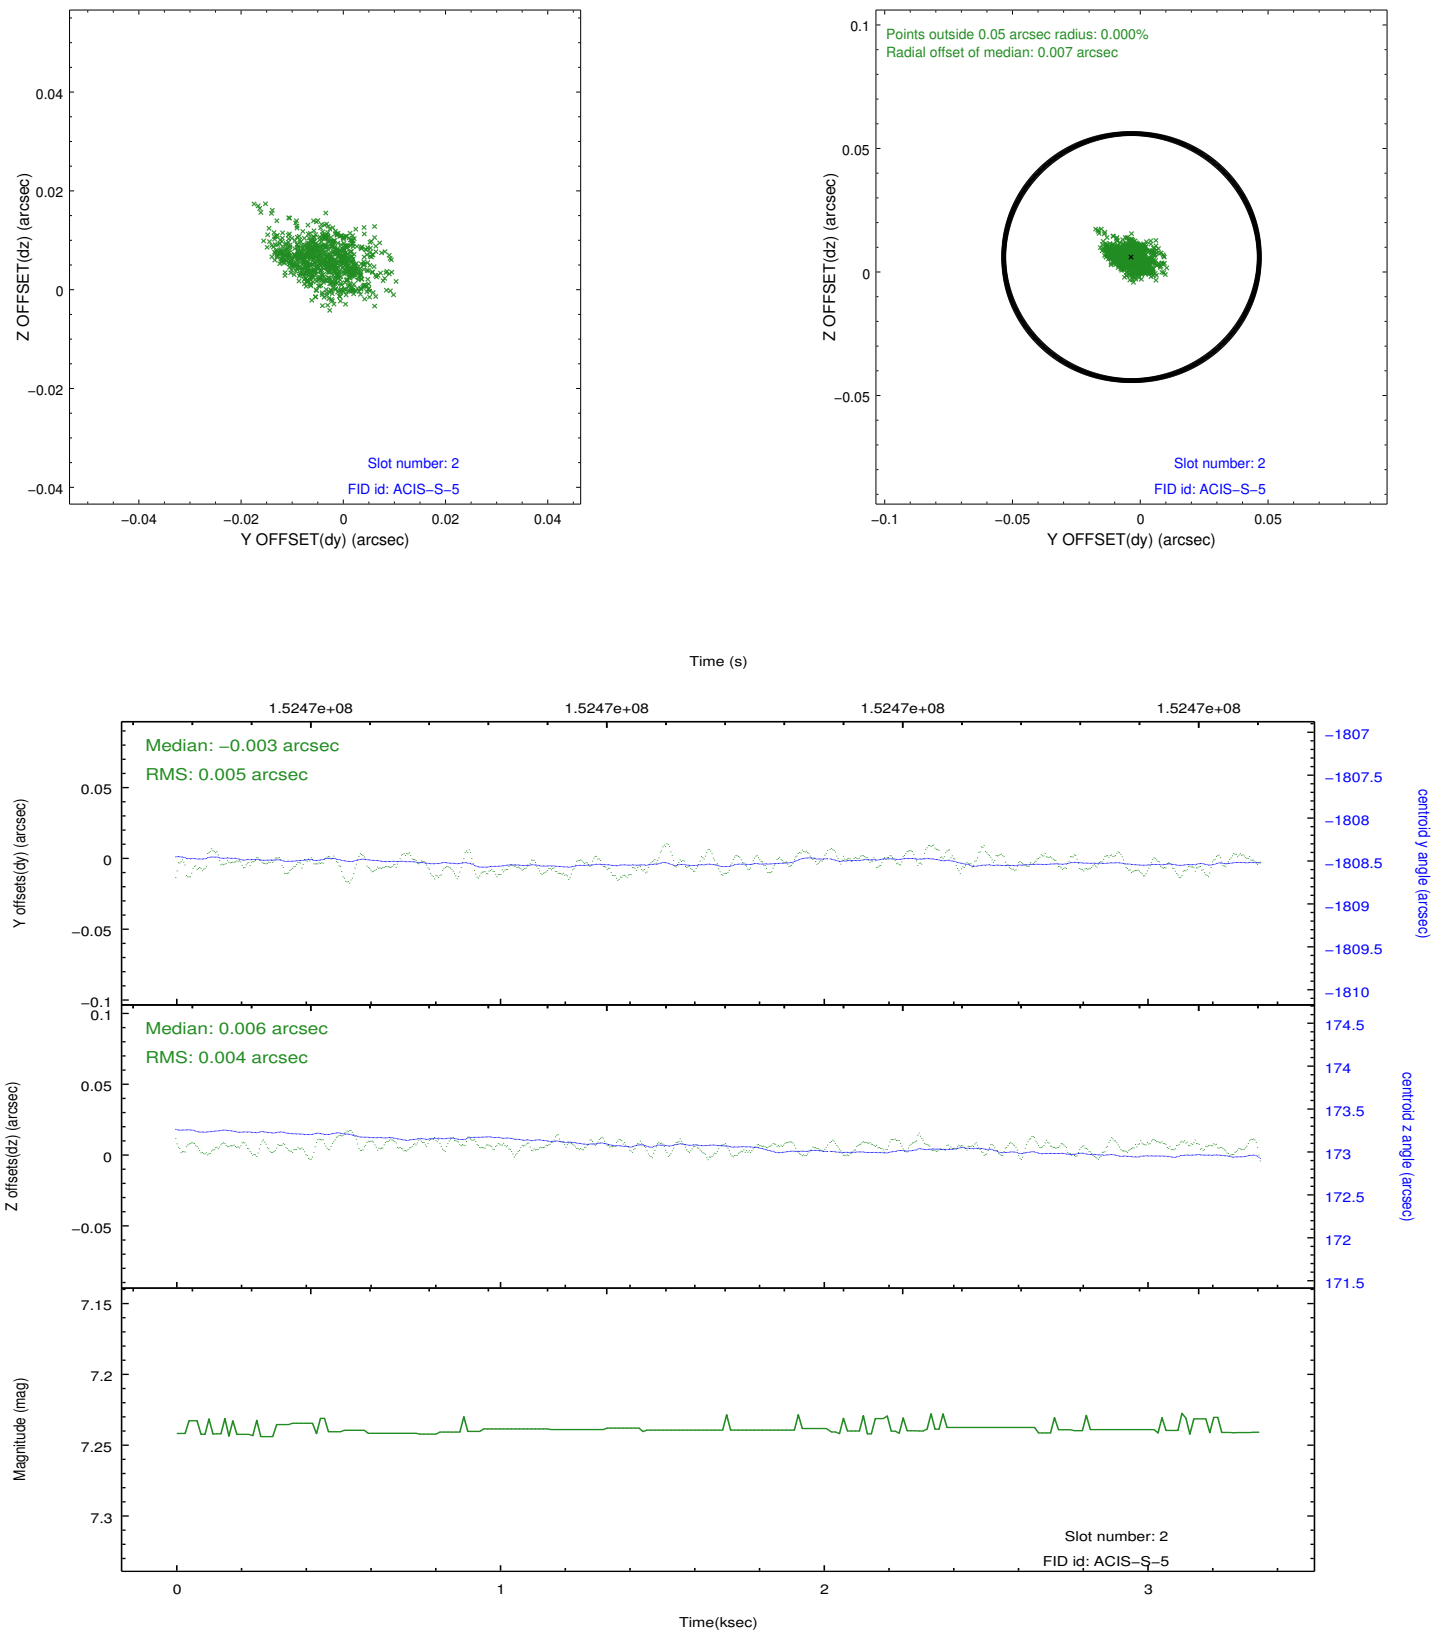 0.04
0.02
0
−0.02
−0.04
−0.04
−0.02
0
0.02
0.04
Z OFFSET(dz) (arcsec)
Y OFFSET(dy) (arcsec)
Slot number: 2
FID id: ACIS−S−5
Points outside 0.05 arcsec radius: 0.000%
Radial offset of median: 0.007 arcsec
0.1
0.05
0
−0.05
−0.1
−0.05
0
0.05
Z OFFSET(dz) (arcsec)
Y OFFSET(dy) (arcsec)
Slot number: 2
FID id: ACIS−S−5
Time (s)
1.5247e+08
1.5247e+08
1.5247e+08
1.5247e+08
Median: −0.003 arcsec
RMS: 0.005 arcsec
0.05
0
−0.05
−0.1
Y offsets(dy) (arcsec)
−1807
−1807.5
−1808
−1808.5
−1809
−1809.5
−1810
centroid y angle (arcsec)
Median: 0.006 arcsec
RMS: 0.004 arcsec
0.1
0.05
0
−0.05
Z offsets(dz) (arcsec)
174.5
174
173.5
173
172.5
172
171.5
centroid z angle (arcsec)
7.15
7.2
7.25
7.3
Magnitude (mag)
Slot number: 2
FID id: ACIS−S−5
0
1
2
3
Time(ksec)